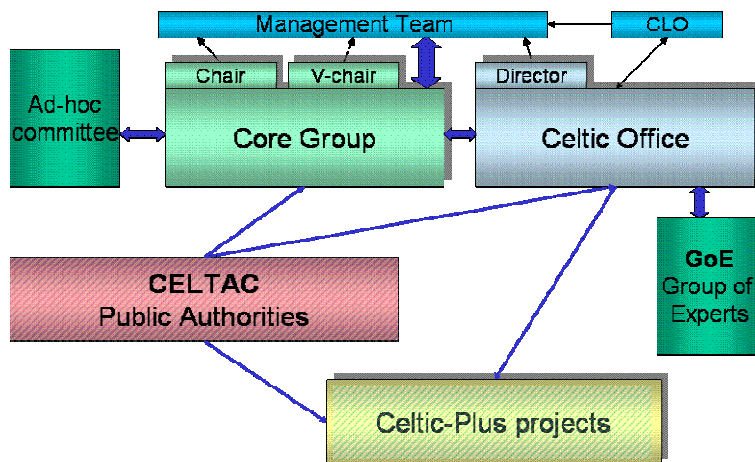 Management Team
CLO
Chair
V-chair
Director
Ad-hoc
committee
Core Group
Celtic Office
CELTAC
Public Authorities
GoE
Group of
Experts
Celtic-Plus projects